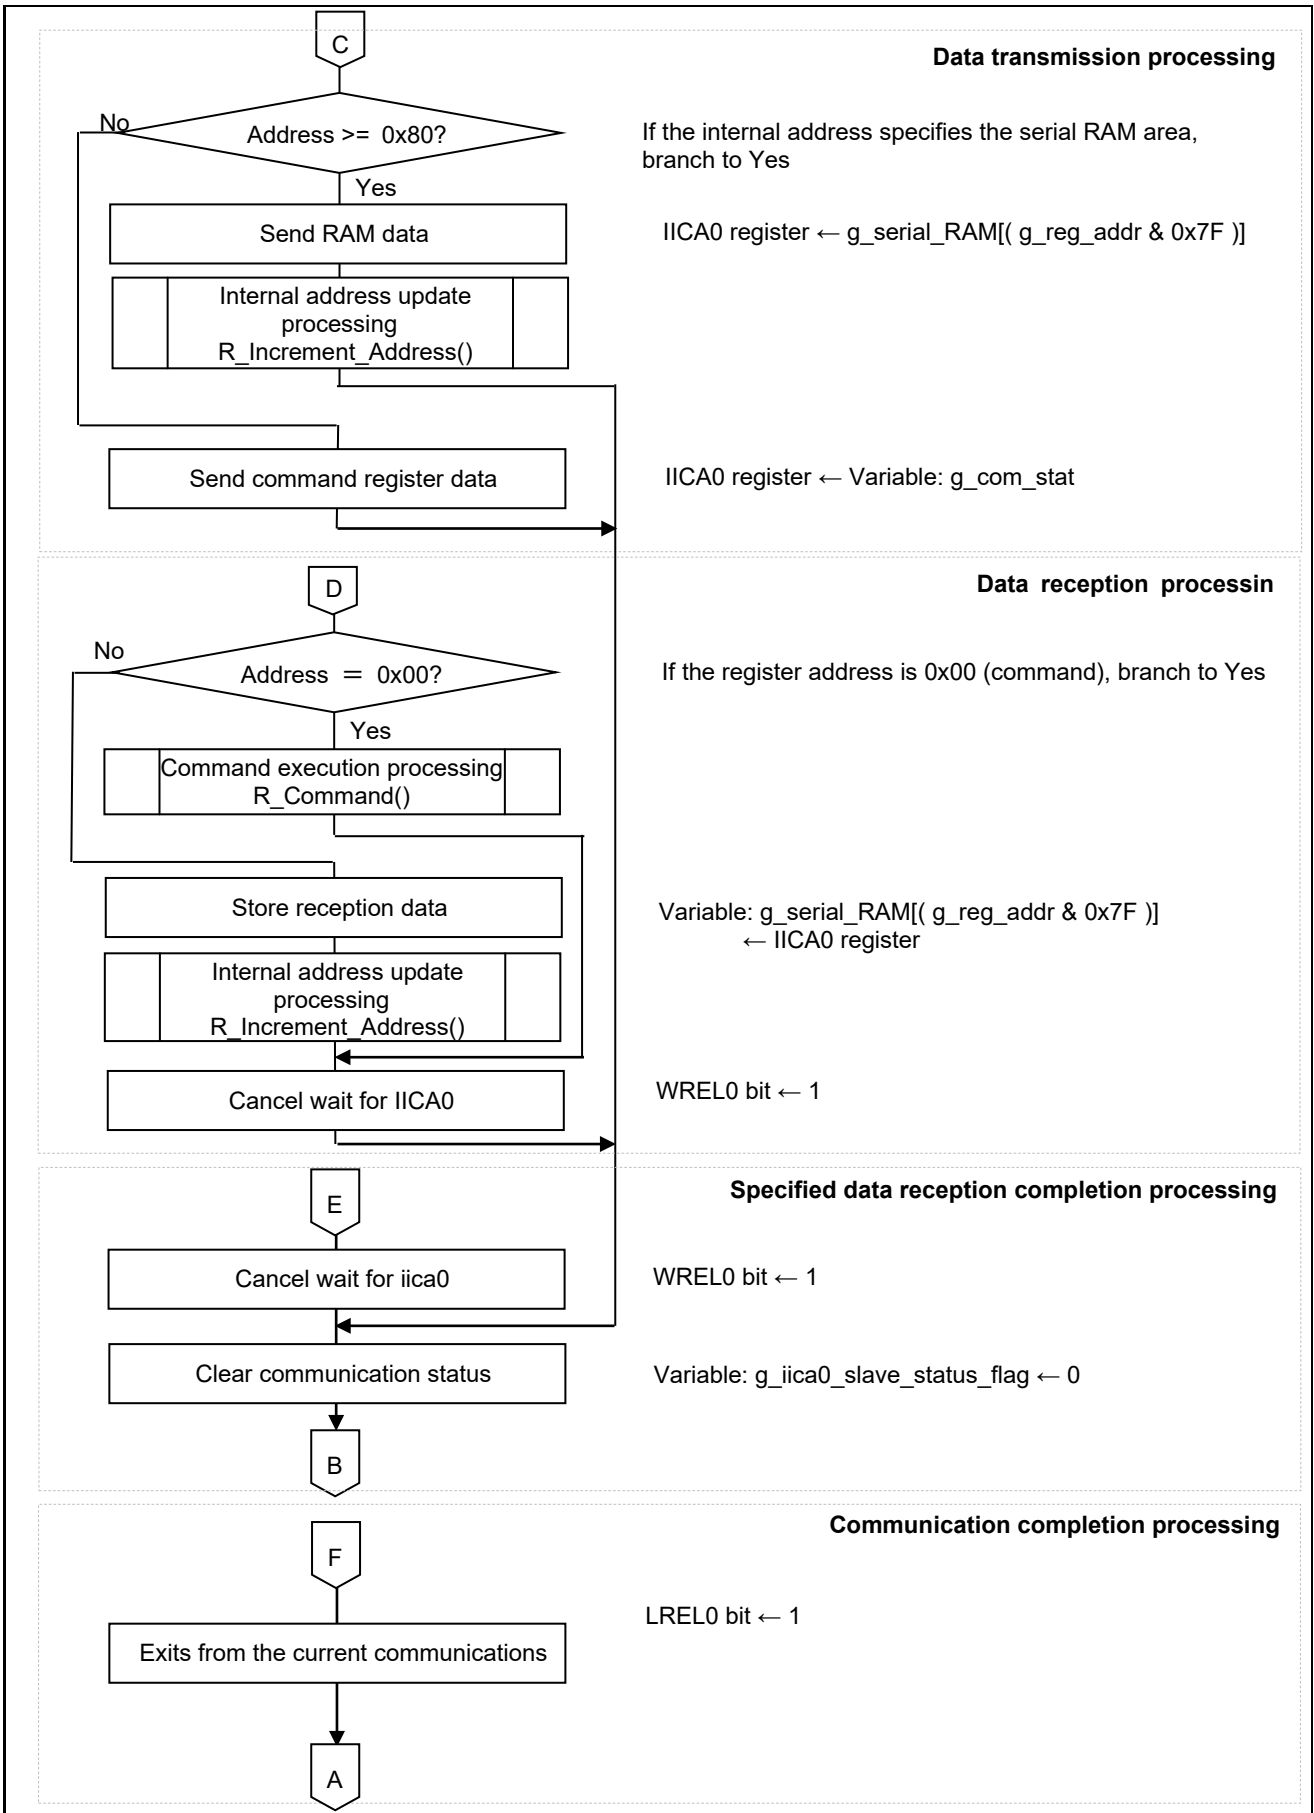 C
Data transmission processing
No
Address >= 0x80?
If the internal address specifies the serial RAM area,
branch to Yes
Yes
Send RAM data
IICA0 register ← g_serial_RAM[( g_reg_addr & 0x7F )]
Internal address update
processing
R_Increment_Address()
Send command register data
IICA0 register ← Variable: g_com_stat
D
Data reception processin
No
Address = 0x00?
If the register address is 0x00 (command), branch to Yes
Yes
Command execution processing
R_Command()
Store reception data
Variable: g_serial_RAM[( g_reg_addr & 0x7F )]
← IICA0 register
Internal address update
processing
R_Increment_Address()
Cancel wait for IICA0
WREL0 bit ← 1
E
Specified data reception completion processing
Cancel wait for iica0
WREL0 bit ← 1
Clear communication status
Variable: g_iica0_slave_status_flag ← 0
B
Communication completion processing
F
LREL0 bit ← 1
Exits from the current communications
A